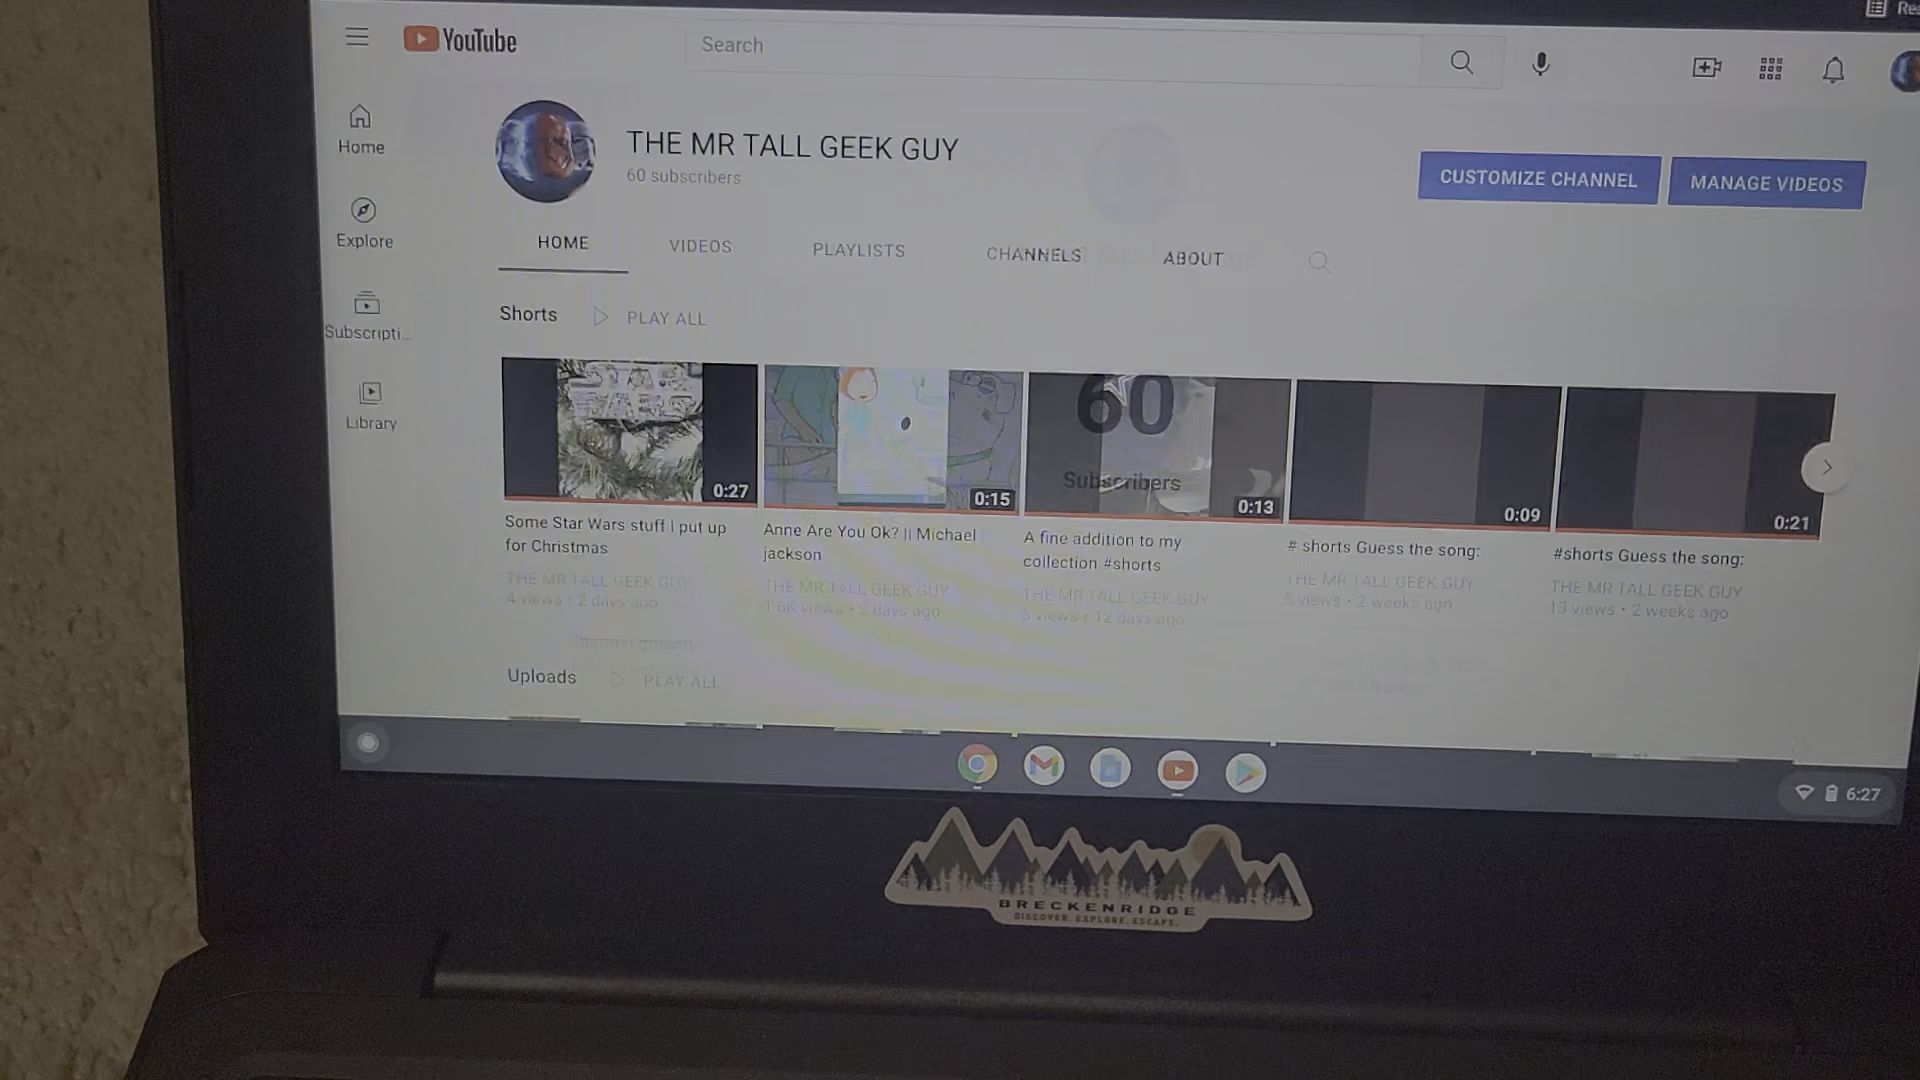 Rea
YouTube
Search
THE MR TALL GEEK GUY
60 subscribers
CUSTOMIZE CHANNEL
MANAGE VIDEOS
Home
Explore
Subscripti...
Library
HOME
VIDEOS
PLAYLISTS
CHANNELS
ABOUT
Shorts
PLAY ALL
60
Subscribers
0:27
0:15
0:13
0:09
0:21
Some Star Wars stuff I put up
for Christmas
THE MR TALL GEEK GUY
4 views • 2 days ago
Anne Are You Ok? || Michael
jackson
THE MR TALL GEEK GUY
1.6K views • 2 days ago
A fine addition to my
collection #shorts
THE MR TALL GEEK GUY
5 views • 12 days ago
# shorts Guess the song:
THE MR TALL GEEK GUY
5 views • 2 weeks ago
#shorts Guess the song:
THE MR TALL GEEK GUY
13 views • 2 weeks ago
Channel growth
Uploads
PLAY ALL
6:27
BRECKENRIDGE
DISCOVER. EXPLORE. ESCAPE.